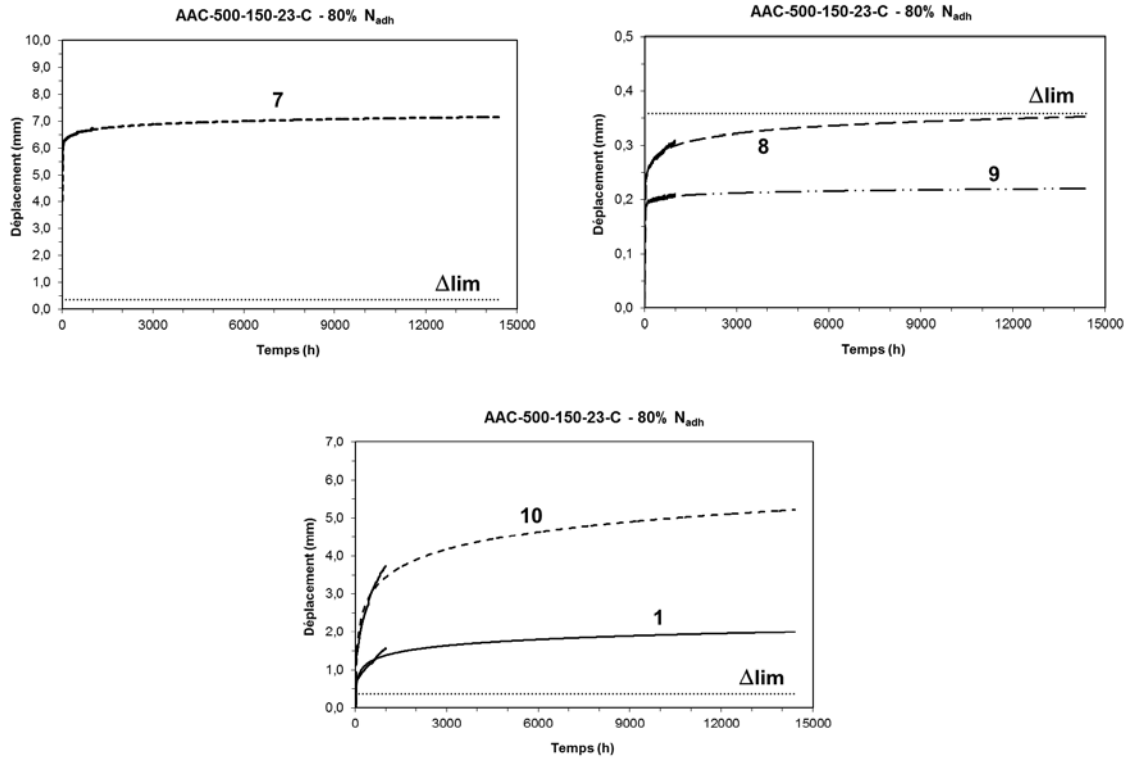 AAC-500-150-23-C - 80% Nadh
10,0
9,0
8,0
7,0
6,0
5,0
4,0
3,0
2,0
1,0
0,0
Déplacement (mm)
7
Δlim
0 3000 6000 9000 12000 15000
Temps (h)
AAC-500-150-23-C - 80% Nadh
0,5
0,4
0,3
0,2
0,1
0,0
Déplacement (mm)
Δlim
8
9
0 3000 6000 9000 12000 15000
Temps (h)
AAC-500-150-23-C - 80% Nadh
7,0
6,0
5,0
4,0
3,0
2,0
1,0
0,0
Déplacement (mm)
10
1
Δlim
0 3000 6000 9000 12000 15000
Temps (h)